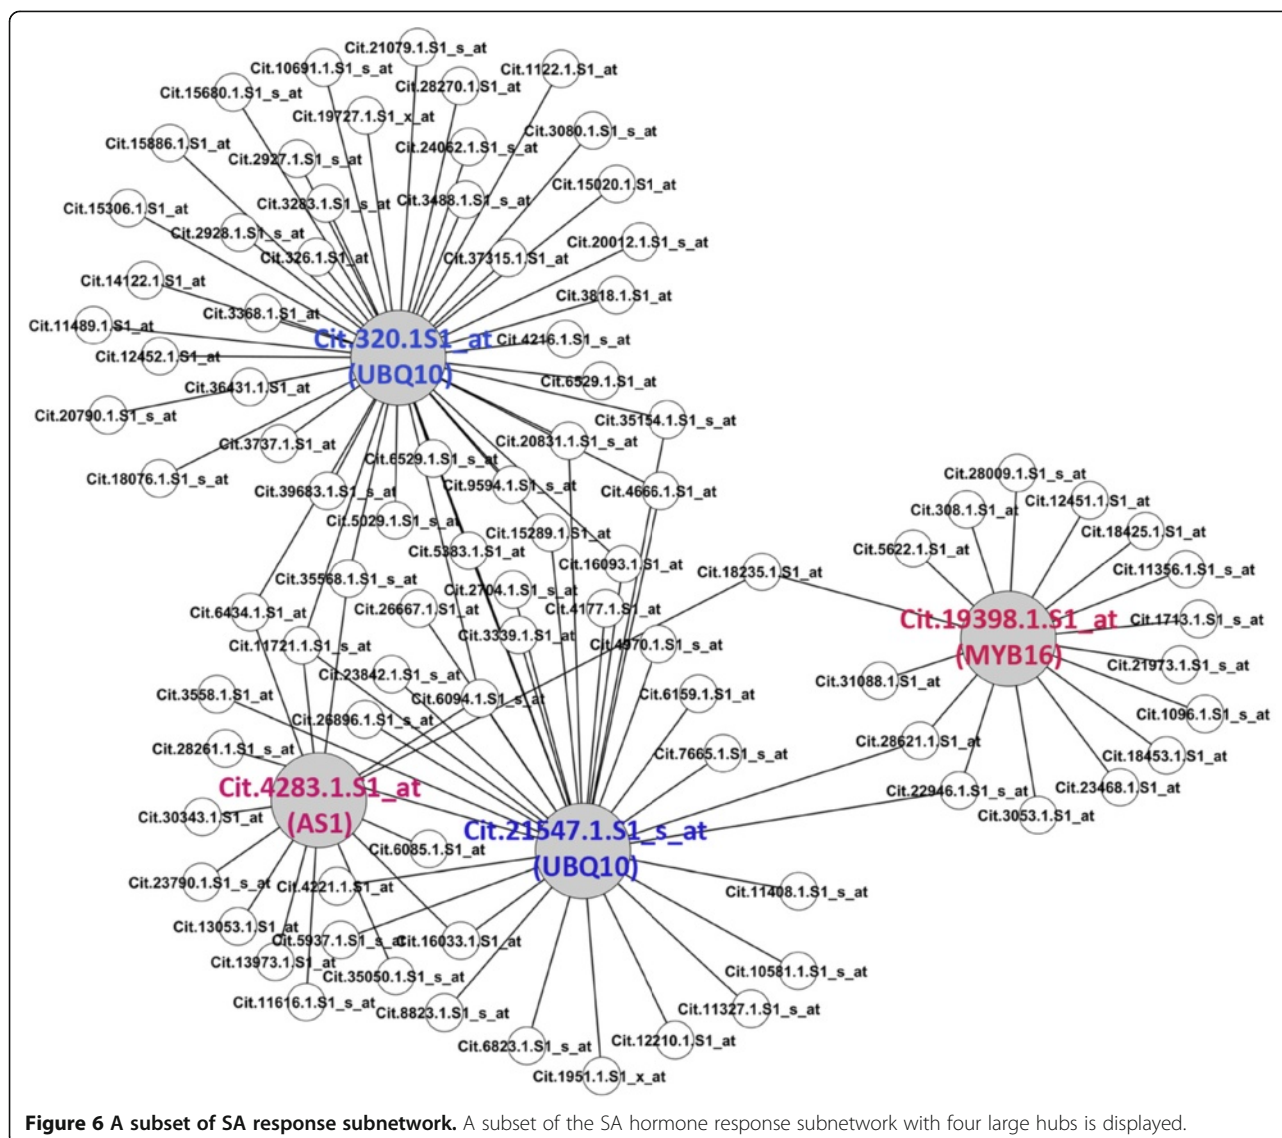 Cit.21079.1.S1_s_at
Cit.10691.1.S1_s_at
Cit.1122.1.S1_at
Cit.15680.1.S1_s_at
Cit.28270.1.S1_at
Cit.19727.1.S1_x_at
Cit.3080.1.S1_s_at
Cit.15886.1.S1_at
Cit.24062.1.S1_s_at
Cit.2927.1.S1_s_at
Cit.15020.1.S1_at
Cit.3283.1.S1_s_at
Cit.3488.1.S1_s_at
Cit.15306.1.S1_at
Cit.2928.1.S1_s_at
Cit.20012.1.S1_s_at
Cit.326.1.S1_at
Cit.37315.1.S1_at
Cit.14122.1.S1_at
Cit.3818.1.S1_at
Cit.3368.1.S1_at
Cit.11489.1.S1_at
Cit.320.1S1_at
(UBQ10)
Cit.4216.1.S1_s_at
Cit.12452.1.S1_at
Cit.36431.1.S1_at
Cit.6529.1.S1_at
Cit.20790.1.S1_s_at
Cit.35154.1.S1_at
Cit.3737.1.S1_at
Cit.20831.1.S1_s_at
Cit.6529.1.S1_s_at
Cit.18076.1.S1_s_at
Cit.9594.1.S1_s_at
Cit.39683.1.S1_s_at
Cit.4666.1.S1_at
Cit.28009.1.S1_s_at
Cit.12451.1.S1_at
Cit.308.1.S1_at
Cit.5029.1.S1_s_at
Cit.15289.1.S1_at
Cit.18425.1.S1_at
Cit.5383.1.S1_at
Cit.5622.1.S1_at
Cit.16093.1.S1_at
Cit.18235.1.S1_at
Cit.11356.1.S1_s_at
Cit.35568.1.S1_s_at
Cit.2704.1.S1_s_at
Cit.6434.1.S1_at
Cit.26667.1.S1_at
Cit.4177.1.S1_at
Cit.19398.1.S1_at
(MYB16)
Cit.1713.1.S1_s_at
Cit.3339.1.S1_at
Cit.11721.1.S1_s_at
Cit.4970.1.S1_s_at
Cit.21973.1.S1_s_at
Cit.23842.1.S1_s_at
Cit.31088.1.S1_at
Cit.3558.1.S1_at
Cit.6094.1.S1_s_at
Cit.6159.1.S1_at
Cit.1096.1.S1_s_at
Cit.26896.1.S1_s_at
Cit.28261.1.S1_s_at
Cit.28621.1.S1_at
Cit.7665.1.S1_s_at
Cit.18453.1.S1_at
Cit.4283.1.S1_at
(AS1)
Cit.22946.1.S1_s_at
Cit.23468.1.S1_at
Cit.30343.1.S1_at
Cit.3053.1.S1_at
Cit.21547.1.S1_s_at
(UBQ10)
Cit.6085.1.S1_at
Cit.23790.1.S1_s_at
Cit.4221.1.S1_at
Cit.11408.1.S1_s_at
Cit.13053.1.S1_at
Cit.5937.1.S1_s_at
Cit.16033.1.S1_at
Cit.13973.1.S1_at
Cit.35050.1.S1_s_at
Cit.10581.1.S1_s_at
Cit.11616.1.S1_s_at
Cit.8823.1.S1_s_at
Cit.11327.1.S1_s_at
Cit.6823.1.S1_s_at
Cit.12210.1.S1_at
Cit.1951.1.S1_x_at
Figure 6 A subset of SA response subnetwork. A subset of the SA hormone response subnetwork with four large hubs is displayed.